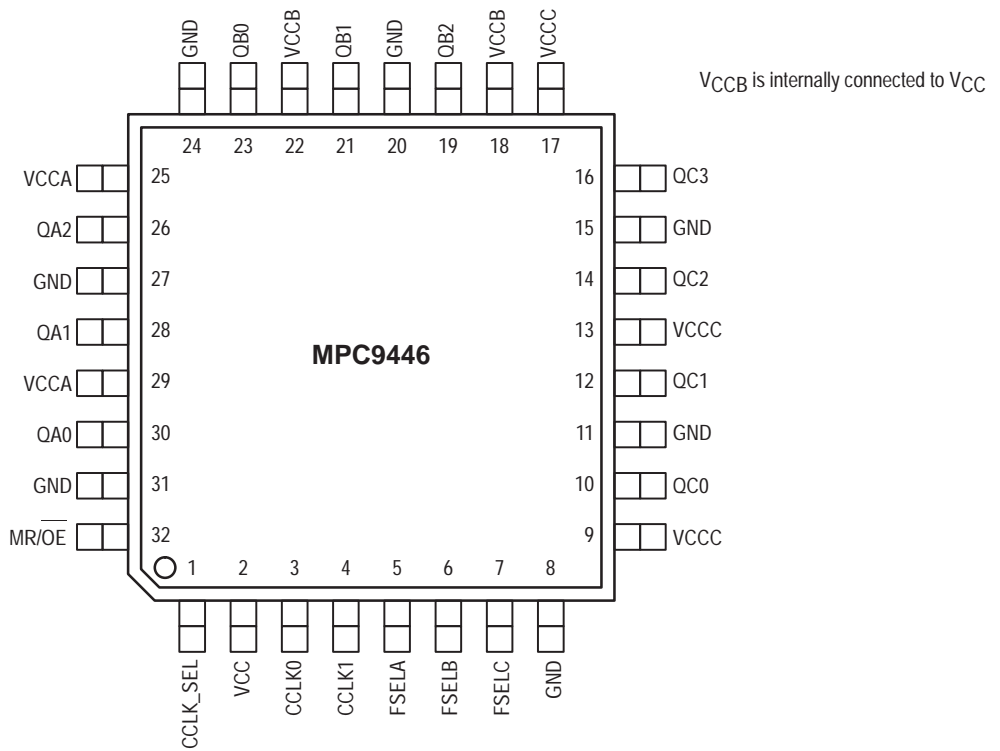 GND QB0 VCCB QB1 GND QB2 VCCB VCCC
VCCB is internally connected to VCC
24 23 22 21 20 19 18 17
VCCA 25 16 QC3
QA2 26 15 GND
GND 27 14 QC2
QA1 28 13 VCCC
MPC9446
VCCA 29 12 QC1
QA0 30 11 GND
GND 31 10 QC0
MR/OE 32 9 VCCC
1 2 3 4 5 6 7 8
CCLK_SEL VCC CCLK0 CCLK1 FSELA FSELB FSELC GND